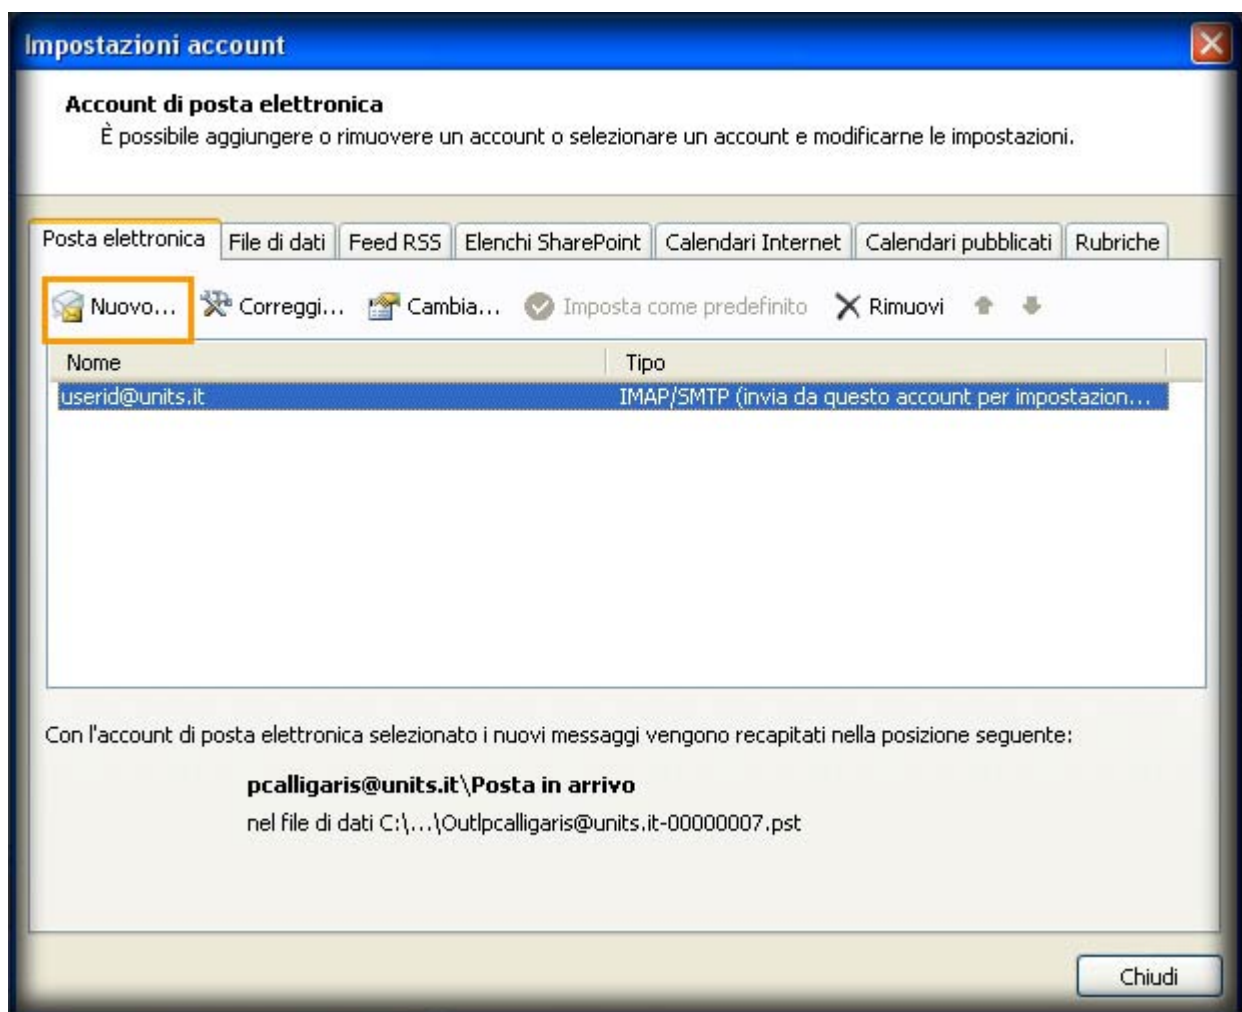 Impostazioni account
Account di posta elettronica
È possibile aggiungere o rimuovere un account o selezionare un account e modificarne le impostazioni.
Posta elettronica File di dati Feed RSS Elenchi SharePoint Calendari Internet Calendari pubblicati Rubriche
Nuovo... Correggi... Cambia... Imposta come predefinito Rimuovi
Nome Tipo
userid@units.it IMAP/SMTP (invia da questo account per impostazion...
Con l'account di posta elettronica selezionato i nuovi messaggi vengono recapitati nella posizione seguente:
pcalligaris@units.it\Posta in arrivo
nel file di dati C:\...\Outlpcalligaris@units.it-00000007.pst
Chiudi